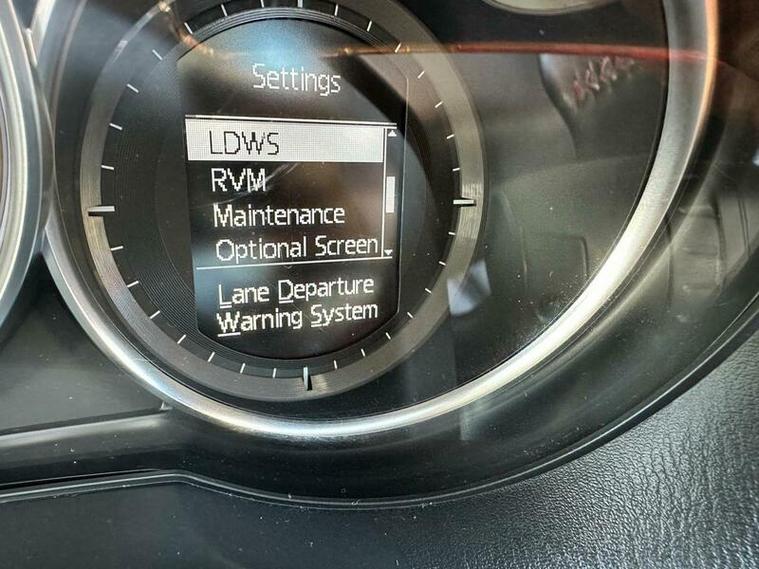 Settings
LDWS
RVM
Maintenance
Optional Screen
Lane Departure
Warning System